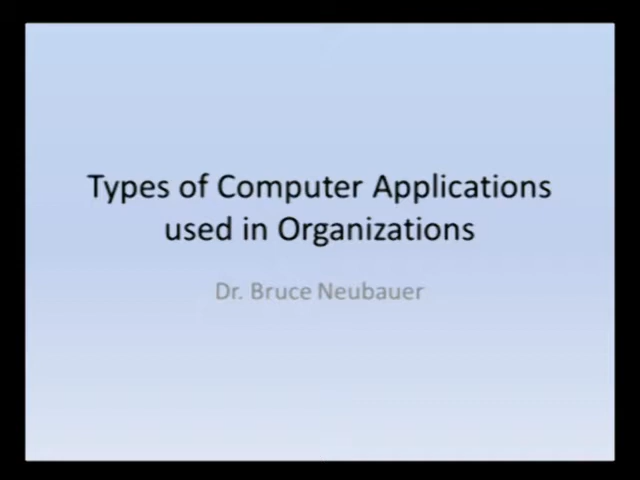 Types of Computer Applications
used in Organizations
Dr. Bruce Neubauer